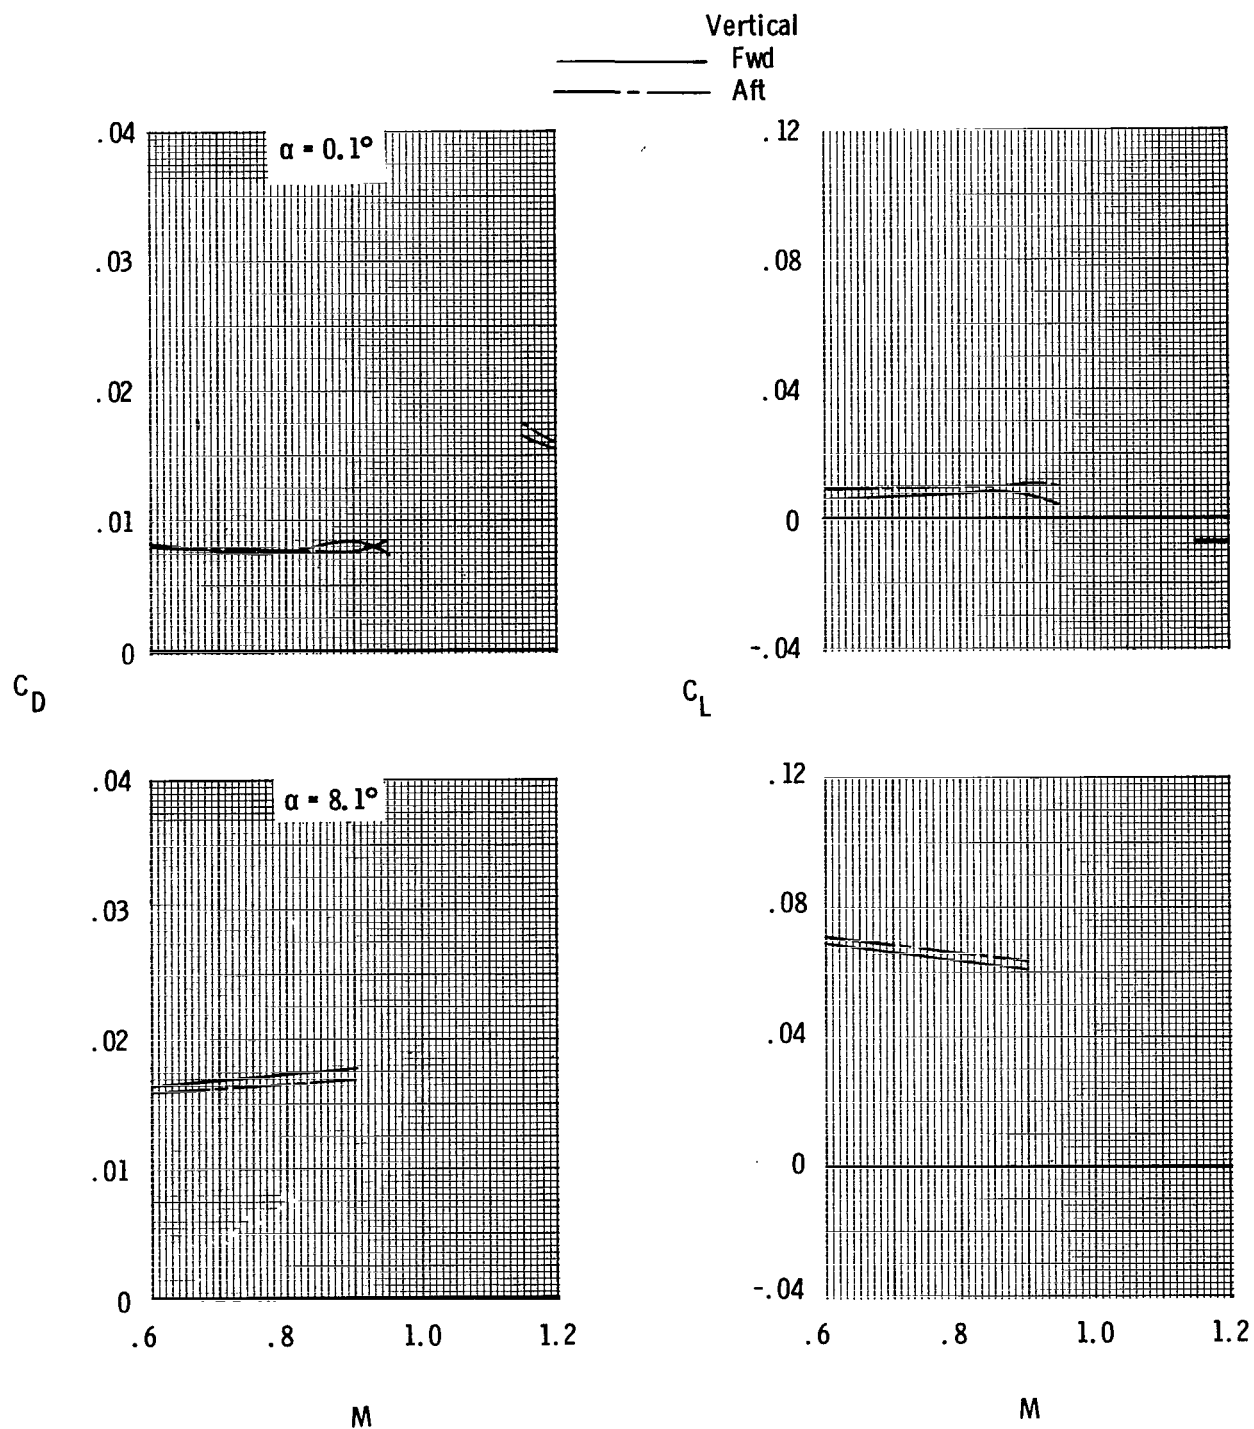 Vertical
Fwd
Aft
.04
α = 0.1°
.03
.02
.01
0
.12
.08
.04
0
-.04
C_D
C_L
.04
α = 8.1°
.03
.02
.01
0
.6 .8 1.0 1.2
M
.12
.08
.04
0
-.04
.6 .8 1.0 1.2
M